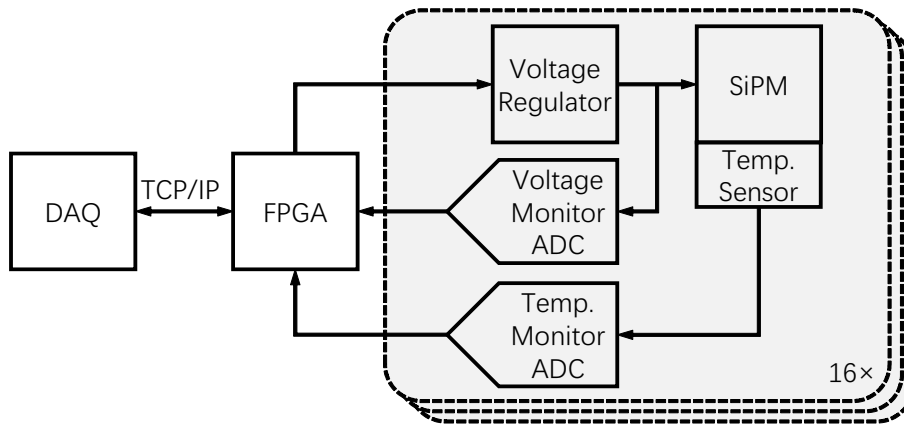 Voltage
Regulator
SiPM
Temp.
Sensor
DAQ
TCP/IP
FPGA
Voltage
Monitor
ADC
Temp.
Monitor
ADC
16×